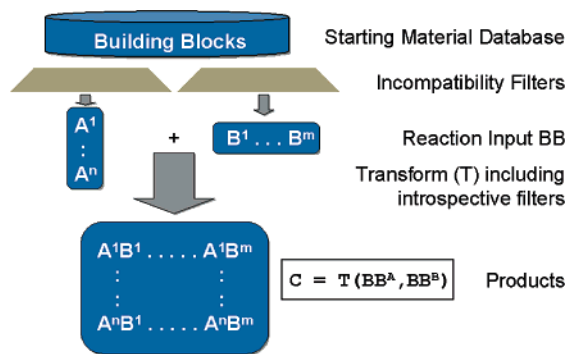 Building Blocks
Starting Material Database
Incompatibility Filters
A¹
:
Aⁿ
+
B¹ . . . Bᵐ
Reaction Input BB
Transform (T) including
introspective filters
A¹B¹ . . . . . A¹Bᵐ
: :
: :
AⁿB¹ . . . . . AⁿBᵐ
C = T(BBᴬ,BBᴮ)
Products